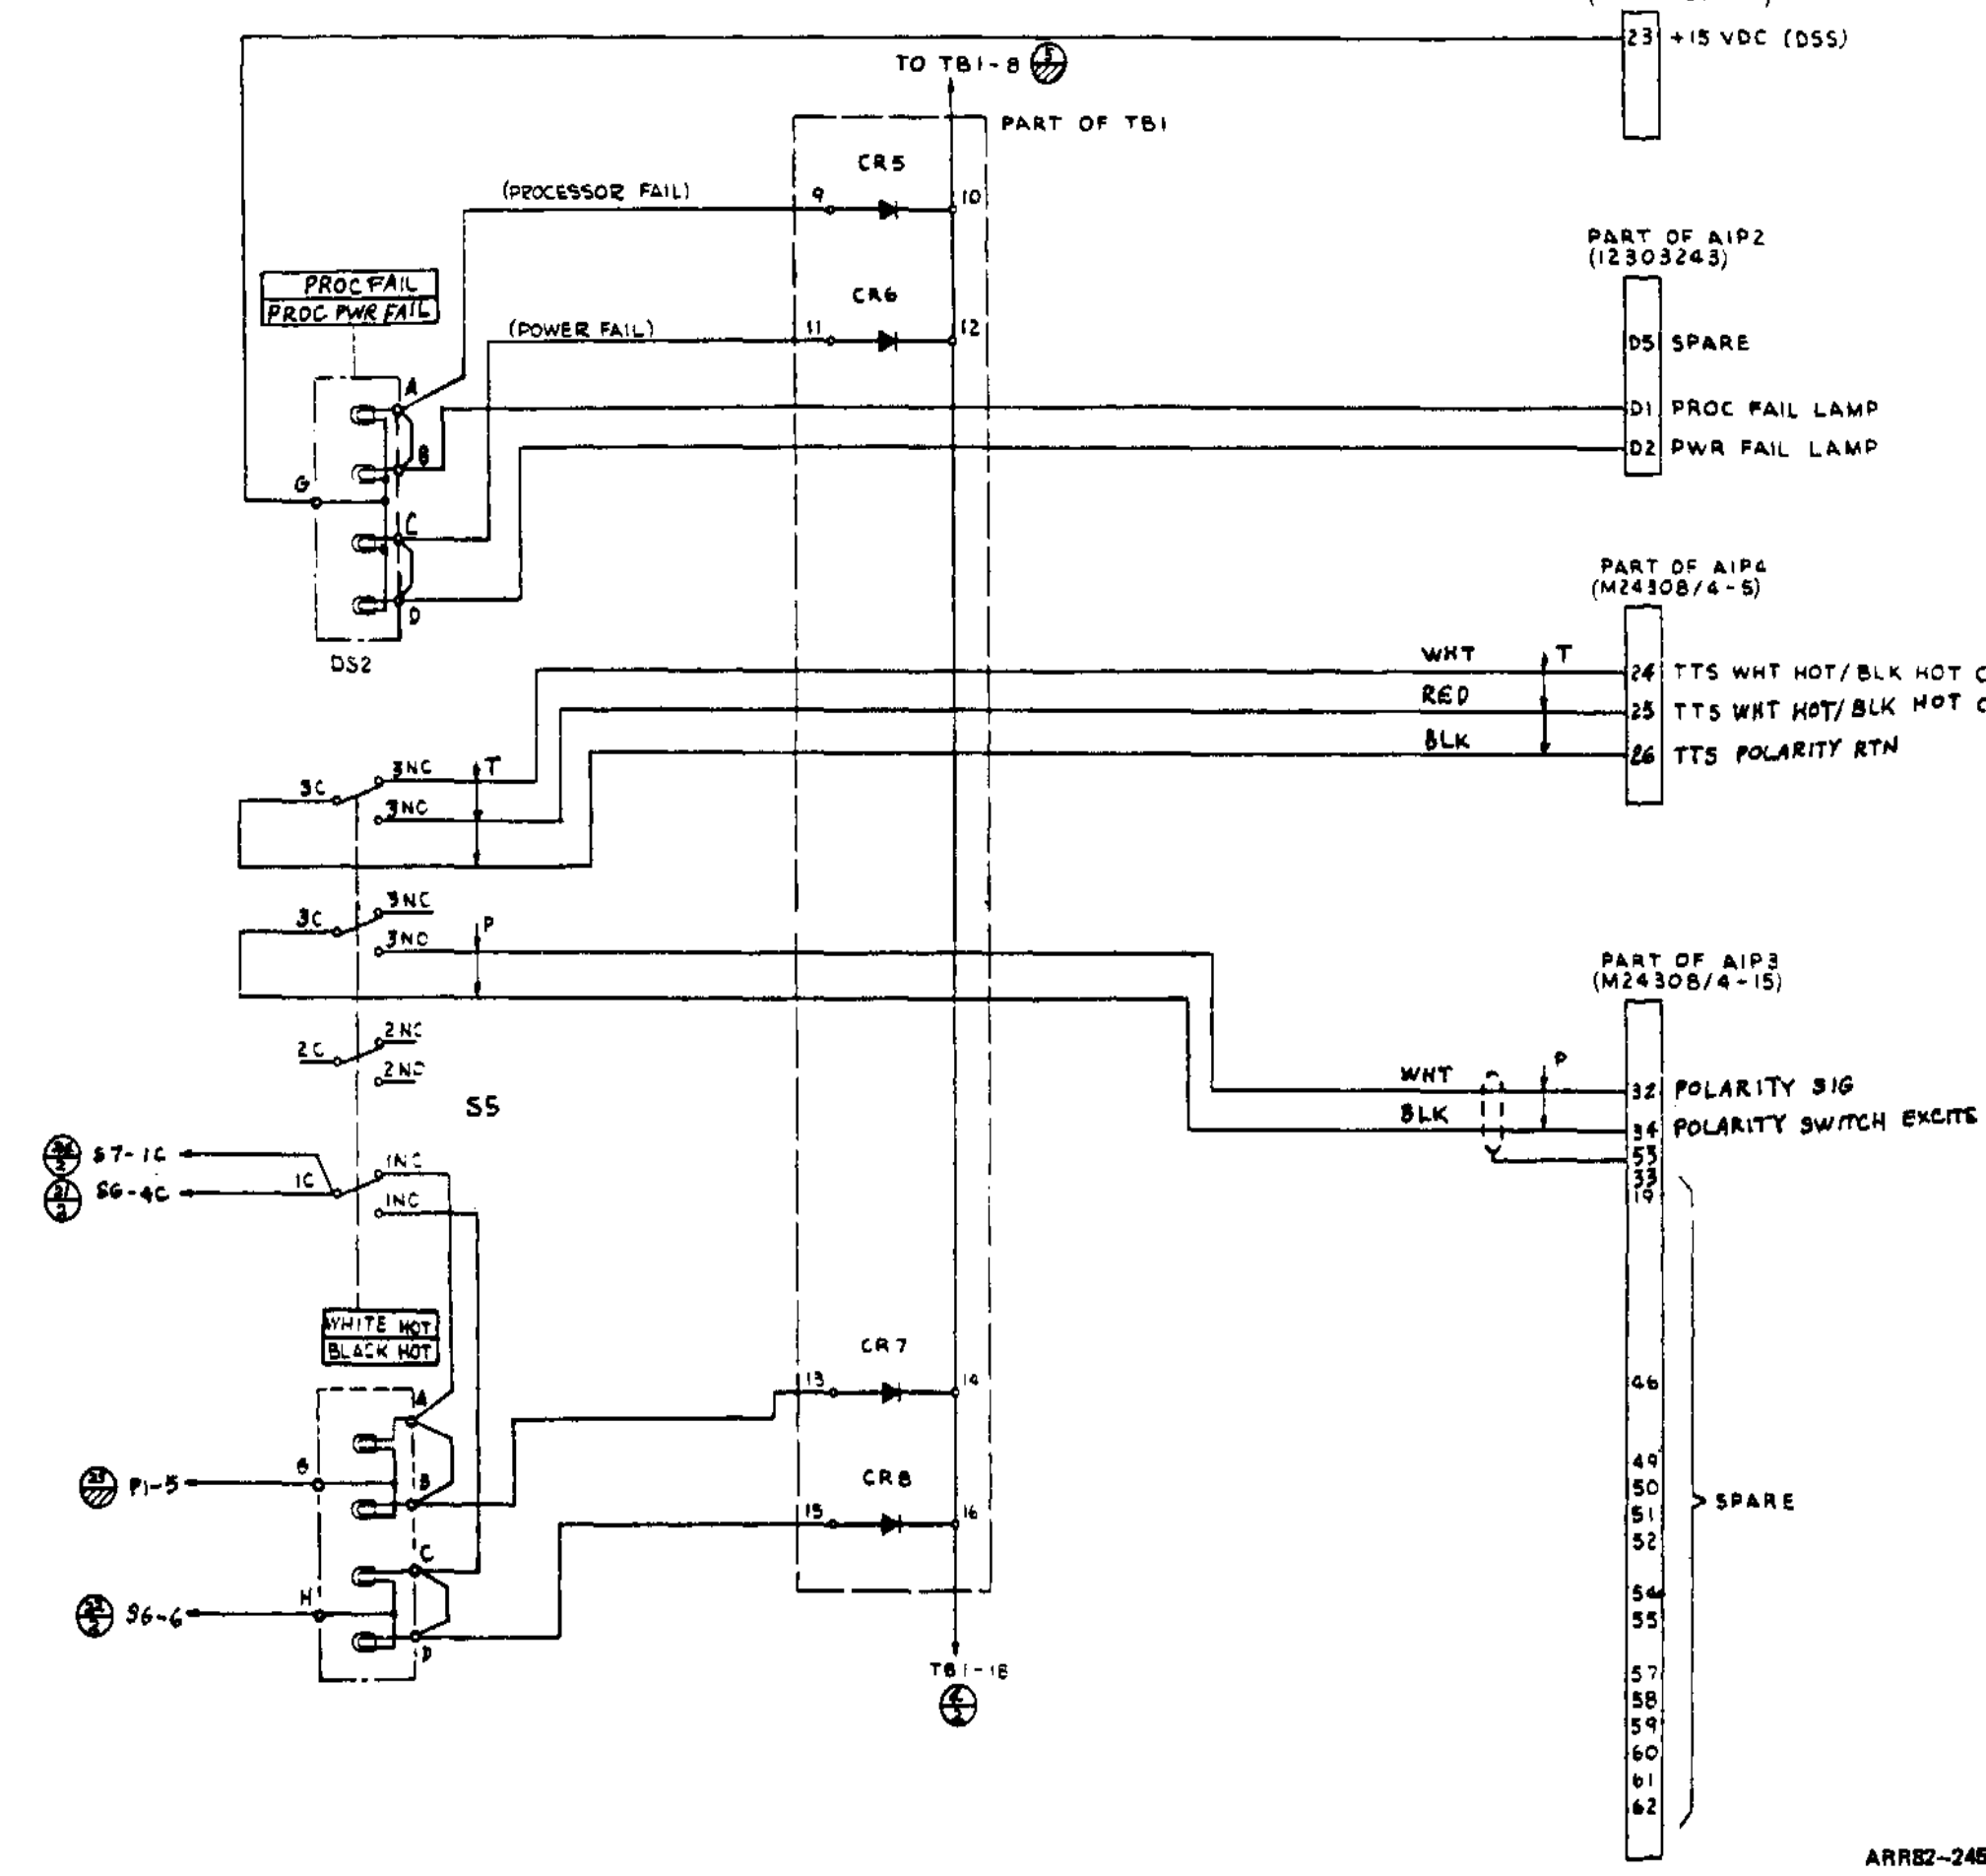 23 +15 VDC (DSS)
TO TB1-8 5
PART OF TB1
CR5
(PROCESSOR FAIL) 9 10
PART OF A1P2
(12303243)
PROC FAIL
PROC PWR FAIL
CR6
(POWER FAIL) 11 12
D5 SPARE
A
D1 PROC FAIL LAMP
B
D2 PWR FAIL LAMP
G
C
D
DS2
PART OF A1P4
(M24308/4-5)
WHT T 24 TTS WHT HOT/BLK HOT C
RED 25 TTS WHT HOT/BLK HOT C
BLK 26 TTS POLARITY RTN
3C 3NC T
3NC
3C 3NC
3NO P
PART OF A1P3
(M24308/4-15)
2C 2NC
2NO
WHT P 32 POLARITY SIG
S5
BLK 34 POLARITY SWITCH EXCITE
S7-1C
53
33
19
S6-4C 1C 1NC
1NC
WHITE HOT
BLACK HOT
CR7
13 14
46
A
G
P1-5
B
CR8
15 16
49
50
51
52
SPARE
C
H
S6-6
D
54
55
TB1-18
57
58
59
60
61
62
ARR82-245